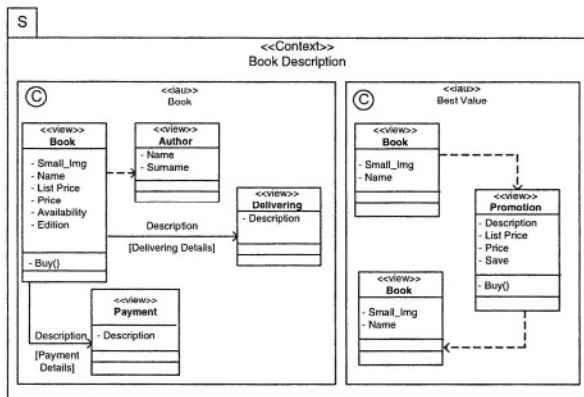 S
<<Context>>
Book Description
C
<<iau>>
Book
<<view>>
Book
- Small_Img
- Name
- List Price
- Price
- Availability
- Edition
- Buy()
<<view>>
Author
- Name
- Surname
<<view>>
Delivering
- Description
Description
[Delivering Details]
<<view>>
Payment
- Description
Description
[Payment
Details]
C
<<iau>>
Best Value
<<view>>
Book
- Small_Img
- Name
<<view>>
Promotion
- Description
- List Price
- Price
- Save
- Buy()
<<view>>
Book
- Small_Img
- Name